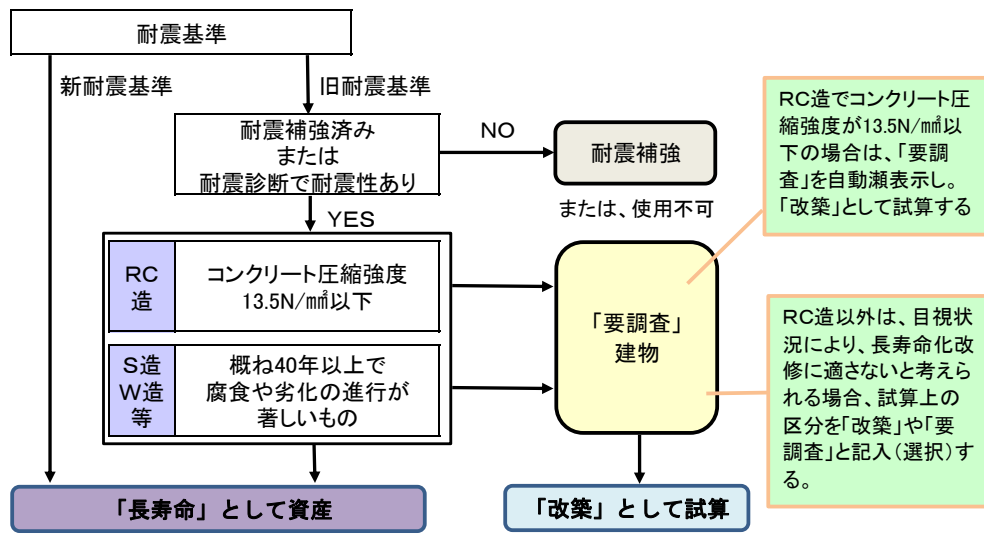 耐震基準
新耐震基準
旧耐震基準
耐震補強済み
または
耐震診断で耐震性あり
NO
耐震補強
または、使用不可
YES
RC
造
コンクリート圧縮強度
13.5N/㎟以下
S造
W造
等
概ね40年以上で
腐食や劣化の進行が
著しいもの
「要調査」
建物
RC造でコンクリート圧
縮強度が13.5N/㎟以
下の場合は、「要調
査」を自動瀬表示し。
「改築」として試算する
RC造以外は、目視状
況により、長寿命化改
修に適さないと考えら
れる場合、試算上の
区分を「改築」や「要
調査」と記入(選択)す
る。
「長寿命」として資産
「改築」として試算